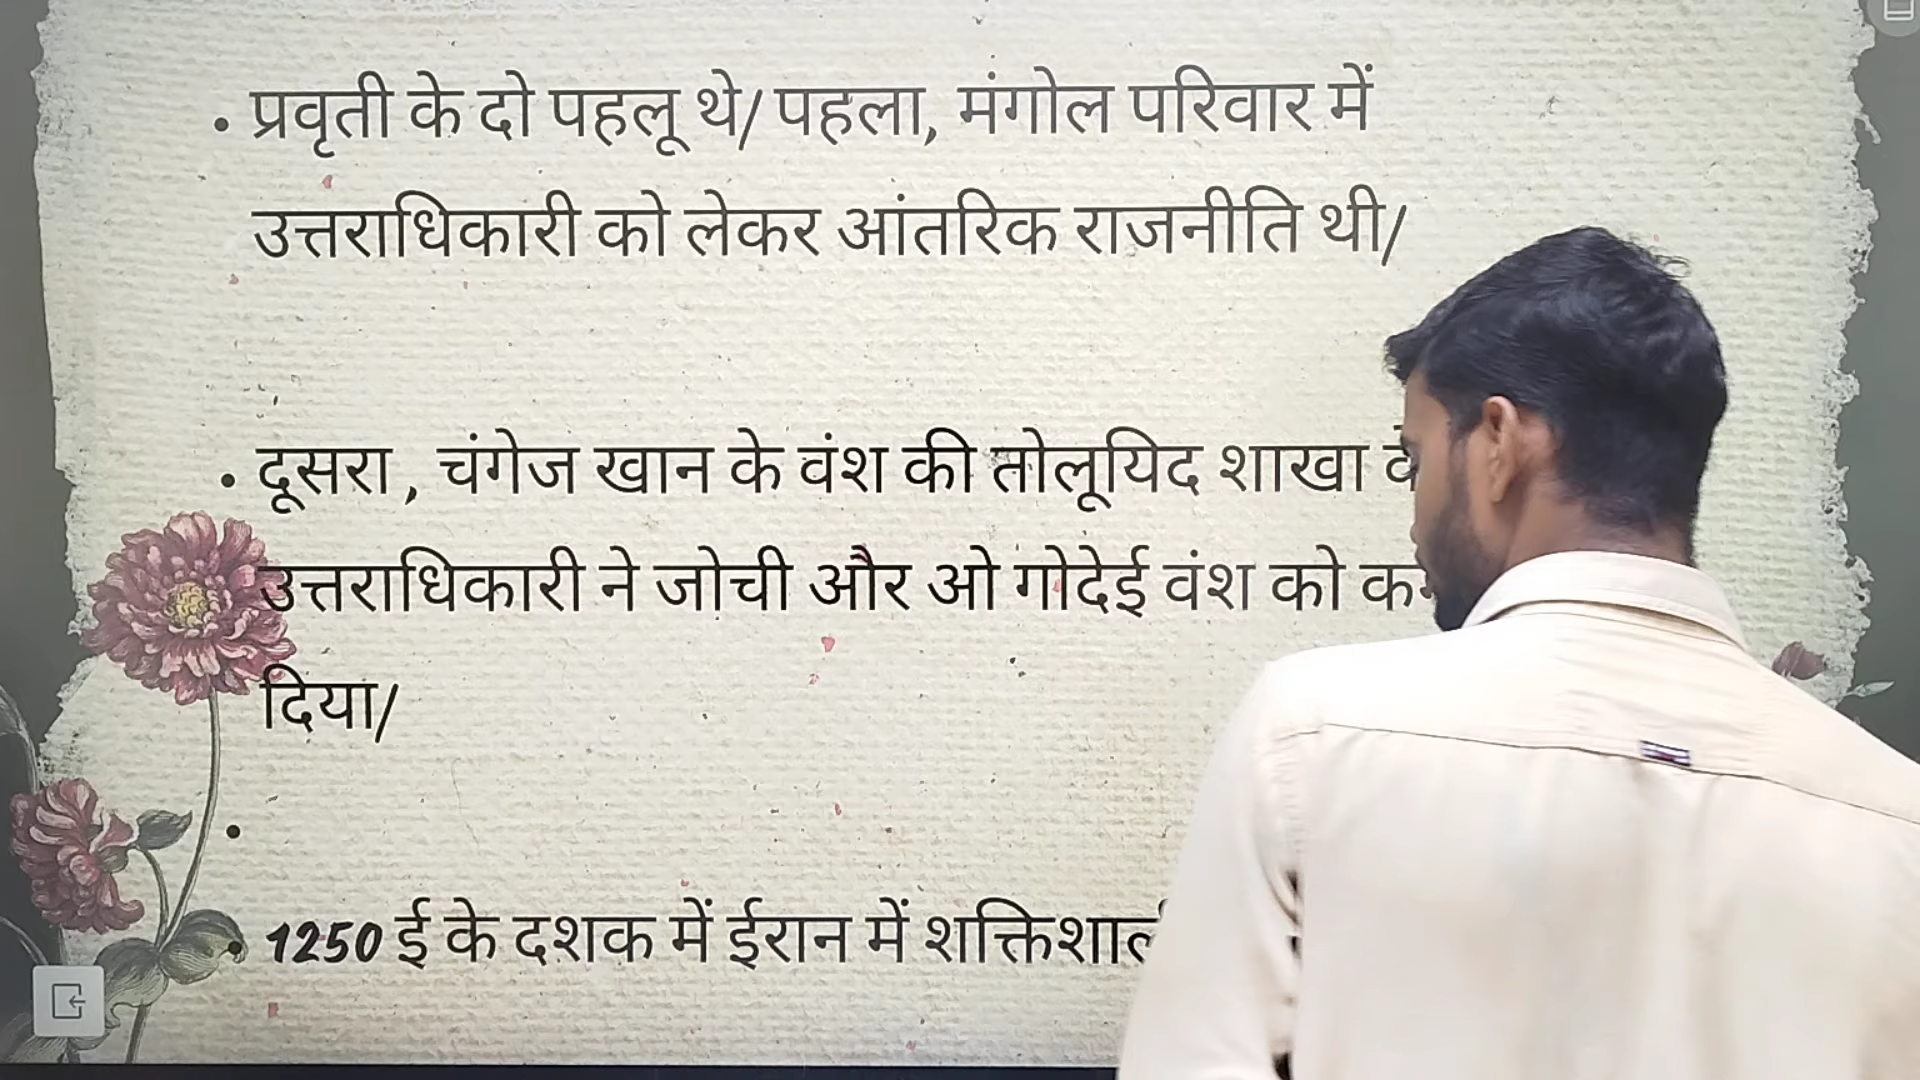 • प्रवृती के दो पहलू थे/ पहला, मंगोल परिवार में
उत्तराधिकारी को लेकर आंतरिक राजनीति थी/
• दूसरा , चंगेज खान के वंश की तोलूयिद शाखा
उत्तराधिकारी ने जोची और ओ गोदेई वंश को
दिया/
•
• 1250 ई के दशक में ईरान में